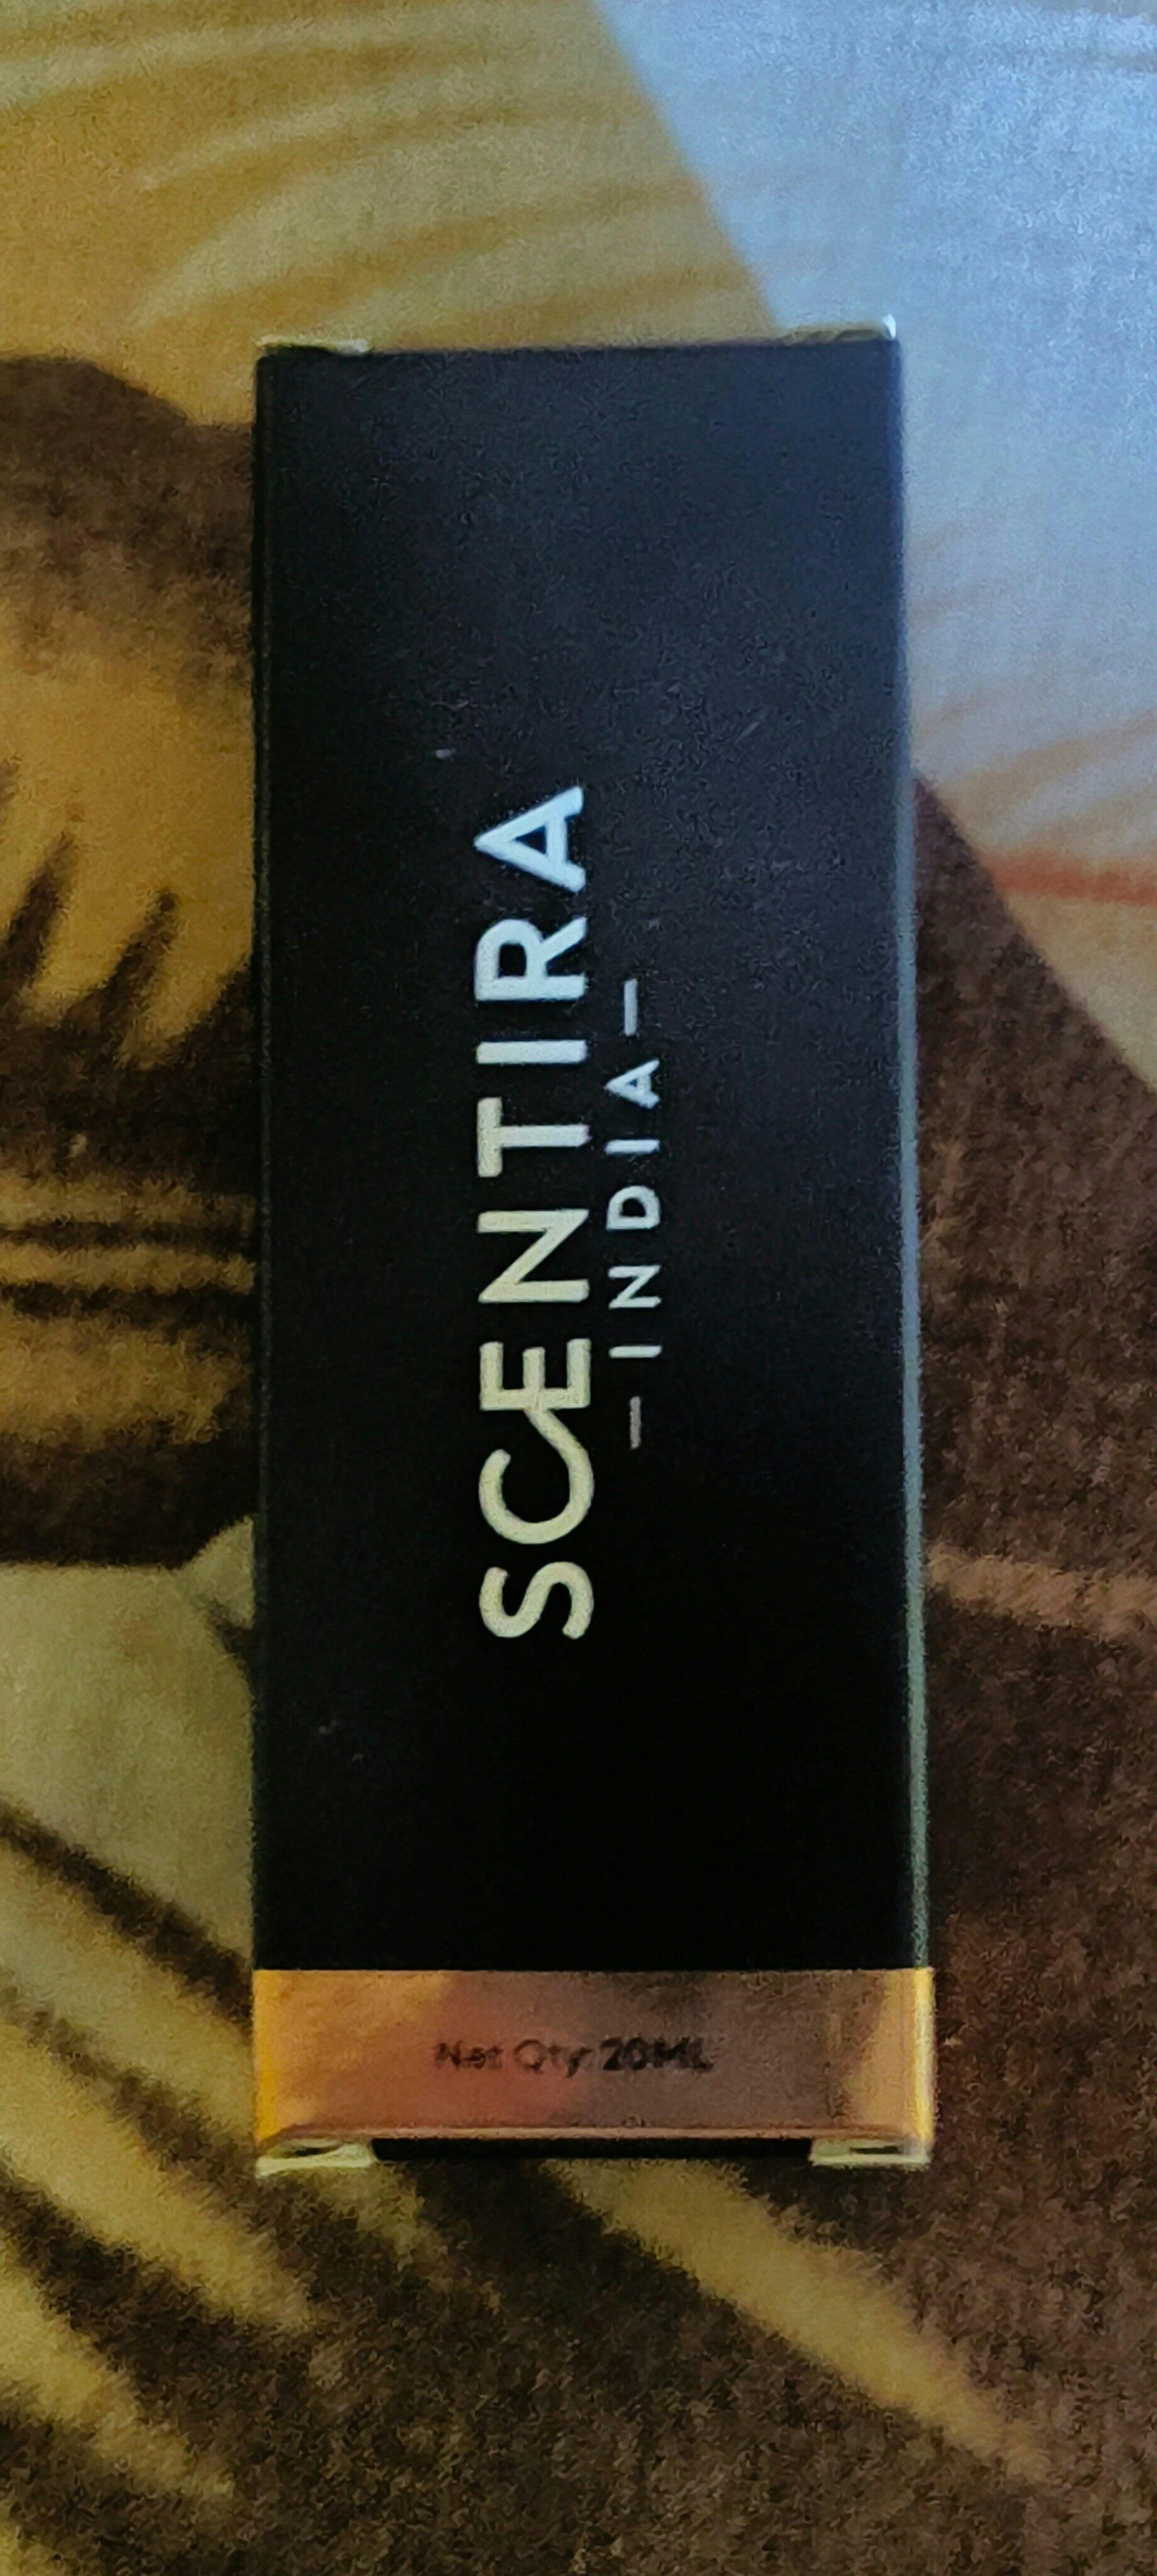 SCENTIRA
— INDIA —
Net Qty: 20ML